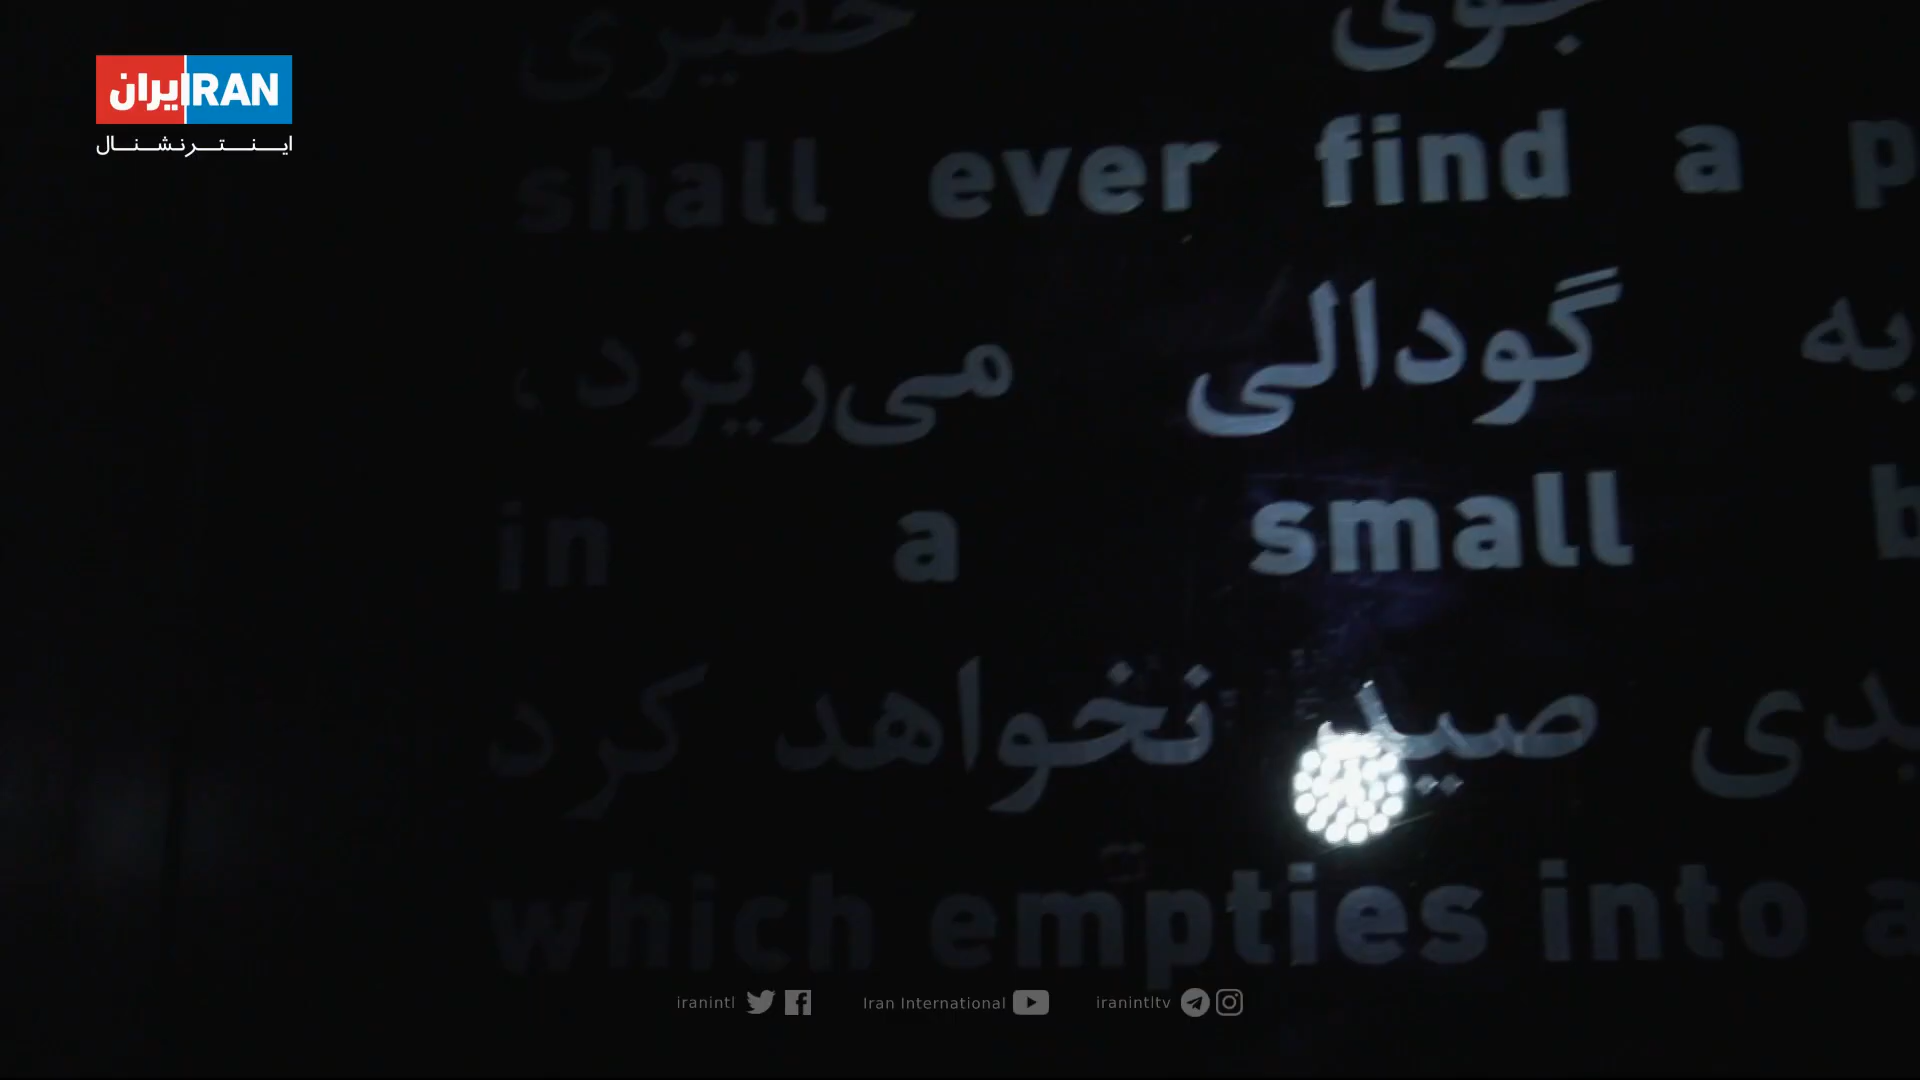 ایران IRAN
اینترنشنال
جوی حقیری
shall ever find a p
به گودالی می‌ریزد،
in a small b
یدی صید نخواهد کرد
which empties into a
iranintl Iran International iranintltv